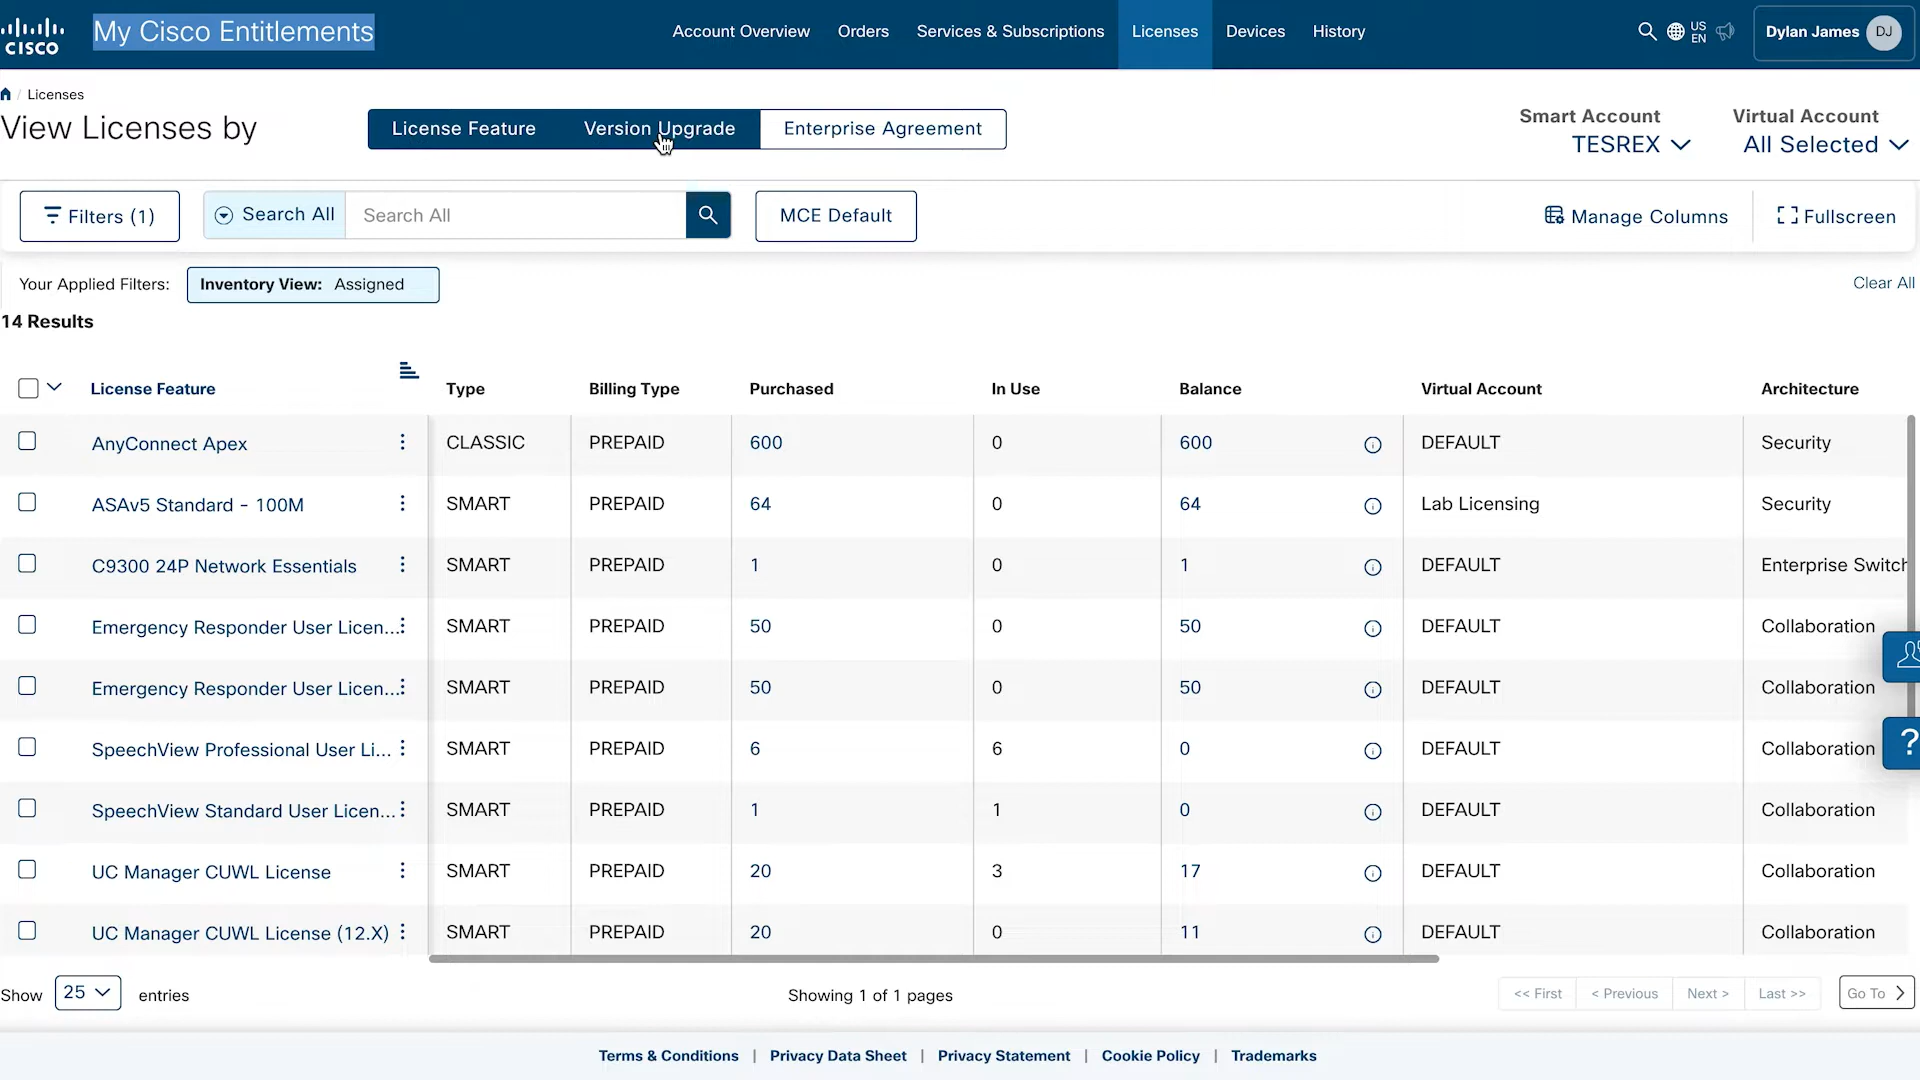 CISCO
My Cisco Entitlements
Account Overview Orders Services & Subscriptions Licenses Devices History
US
EN
Dylan James DJ
/ Licenses
View Licenses by
License Feature Version Upgrade Enterprise Agreement
Smart Account
TESREX
Virtual Account
All Selected
Filters (1)
Search All
Search All
MCE Default
Manage Columns
Fullscreen
Your Applied Filters: Inventory View: Assigned
Clear All
14 Results
License Feature Type Billing Type Purchased In Use Balance Virtual Account Architecture
AnyConnect Apex CLASSIC PREPAID 600 0 600 DEFAULT Security
ASAv5 Standard - 100M SMART PREPAID 64 0 64 Lab Licensing Security
C9300 24P Network Essentials SMART PREPAID 1 0 1 DEFAULT Enterprise Switch
Emergency Responder User Licen... SMART PREPAID 50 0 50 DEFAULT Collaboration
Emergency Responder User Licen... SMART PREPAID 50 0 50 DEFAULT Collaboration
SpeechView Professional User Li... SMART PREPAID 6 6 0 DEFAULT Collaboration
SpeechView Standard User Licen... SMART PREPAID 1 1 0 DEFAULT Collaboration
UC Manager CUWL License SMART PREPAID 20 3 17 DEFAULT Collaboration
UC Manager CUWL License (12.X) SMART PREPAID 20 0 11 DEFAULT Collaboration
?
Show 25 entries
Showing 1 of 1 pages
<< First < Previous Next > Last >> Go To
Terms & Conditions | Privacy Data Sheet | Privacy Statement | Cookie Policy | Trademarks